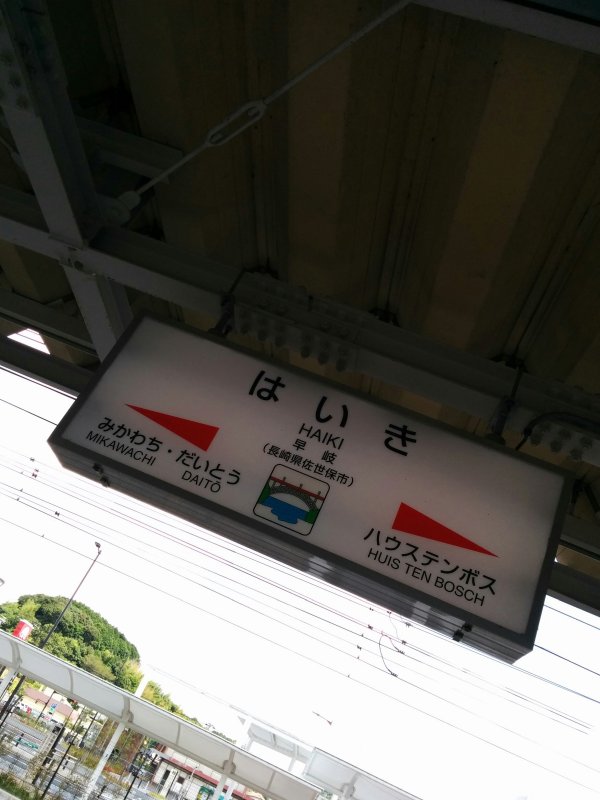 はいき
HAIKI
早岐
(長崎県佐世保市)
みかわち・だいとう
MIKAWACHI DAITŌ
ハウステンボス
HUIS TEN BOSCH